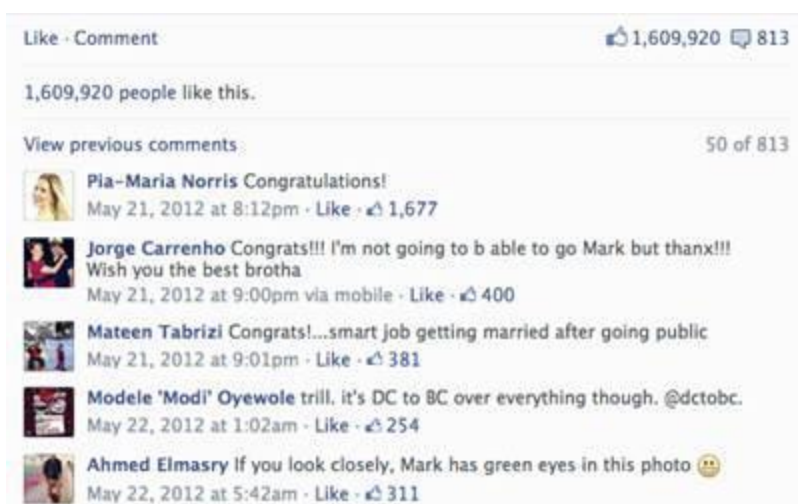 Like · Comment 1,609,920 813
1,609,920 people like this.
View previous comments 50 of 813
Pia-Maria Norris Congratulations!
May 21, 2012 at 8:12pm · Like · 1,677
Jorge Carrenho Congrats!!! I'm not going to b able to go Mark but thanx!!!
Wish you the best brotha
May 21, 2012 at 9:00pm via mobile · Like · 400
Mateen Tabrizi Congrats!...smart job getting married after going public
May 21, 2012 at 9:01pm · Like · 381
Modele 'Modi' Oyewole trill. it's DC to BC over everything though. @dctobc.
May 22, 2012 at 1:02am · Like · 254
Ahmed Elmasry If you look closely, Mark has green eyes in this photo
May 22, 2012 at 5:42am · Like · 311